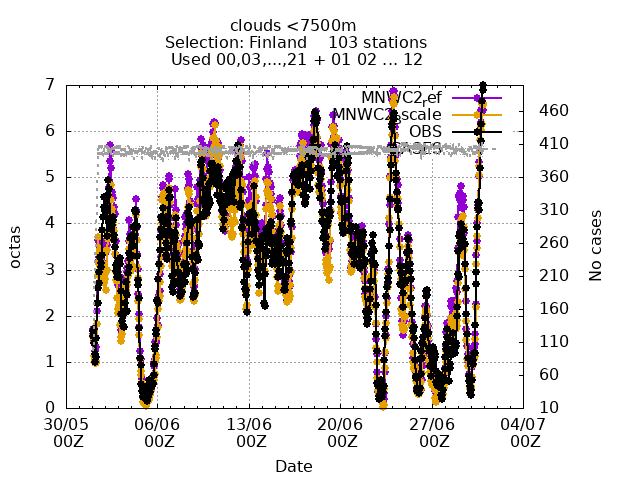 clouds <7500m
Selection: Finland    103 stations
Used 00,03,...,21 + 01 02 ... 12
MNWC2_ref
OBS
octas
No cases
7
6
5
4
3
2
1
0
460
410
360
310
260
210
160
110
60
10
30/05 06/06 13/06 20/06 27/06 04/07
00Z 00Z 00Z 00Z 00Z 00Z
Date